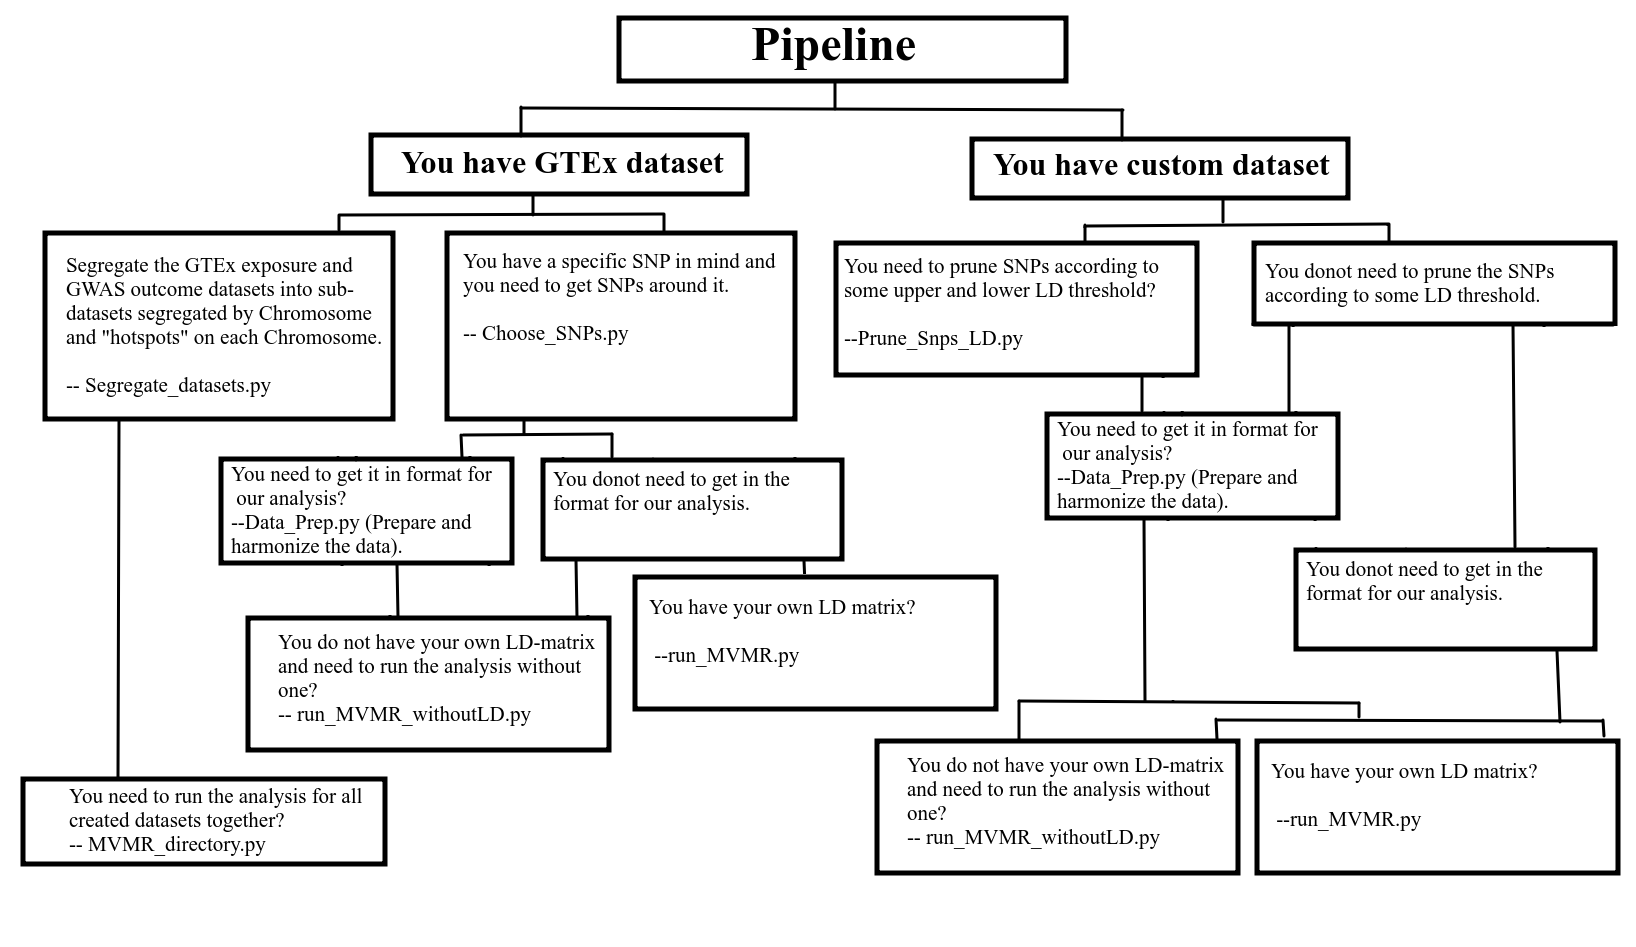 Pipeline
You have GTEx dataset
You have custom dataset
Segregate the GTEx exposure and
GWAS outcome datasets into sub-
datasets segregated by Chromosome
and "hotspots" on each Chromosome.
-- Segregate_datasets.py
You have a specific SNP in mind and
you need to get SNPs around it.
-- Choose_SNPs.py
You need to prune SNPs according to
some upper and lower LD threshold?
--Prune_Snps_LD.py
You donot need to prune the SNPs
according to some LD threshold.
You need to get it in format for
our analysis?
--Data_Prep.py (Prepare and
harmonize the data).
You donot need to get in the
format for our analysis.
You need to get it in format for
our analysis?
--Data_Prep.py (Prepare and
harmonize the data).
You donot need to get in the
format for our analysis.
You do not have your own LD-matrix
and need to run the analysis without
one?
-- run_MVMR_withoutLD.py
You have your own LD matrix?
--run_MVMR.py
You need to run the analysis for all
created datasets together?
-- MVMR_directory.py
You do not have your own LD-matrix
and need to run the analysis without
one?
-- run_MVMR_withoutLD.py
You have your own LD matrix?
--run_MVMR.py